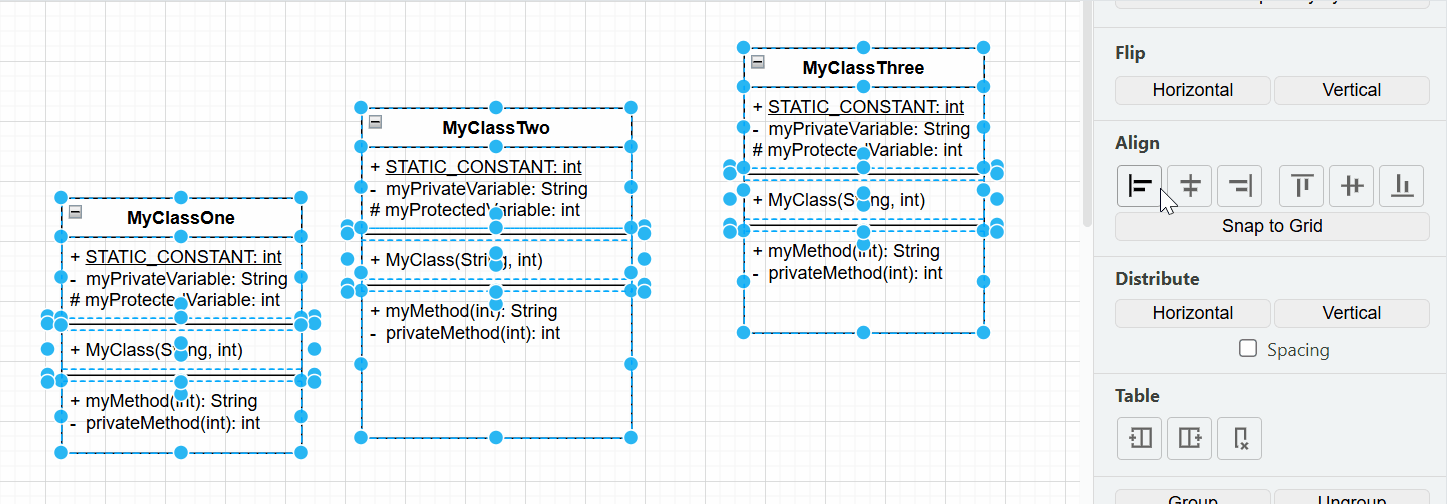 MyClassOne
+ STATIC_CONSTANT: int
- myPrivateVariable: String
# myProtectedVariable: int
+ MyClass(String, int)
+ myMethod(int): String
- privateMethod(int): int
MyClassTwo
+ STATIC_CONSTANT: int
- myPrivateVariable: String
# myProtectedVariable: int
+ MyClass(String, int)
+ myMethod(int): String
- privateMethod(int): int
MyClassThree
+ STATIC_CONSTANT: int
- myPrivateVariable: String
# myProtectedVariable: int
+ MyClass(String, int)
+ myMethod(int): String
- privateMethod(int): int
Flip
Horizontal Vertical
Align
Snap to Grid
Distribute
Horizontal Vertical
Spacing
Table
Group Ungroup